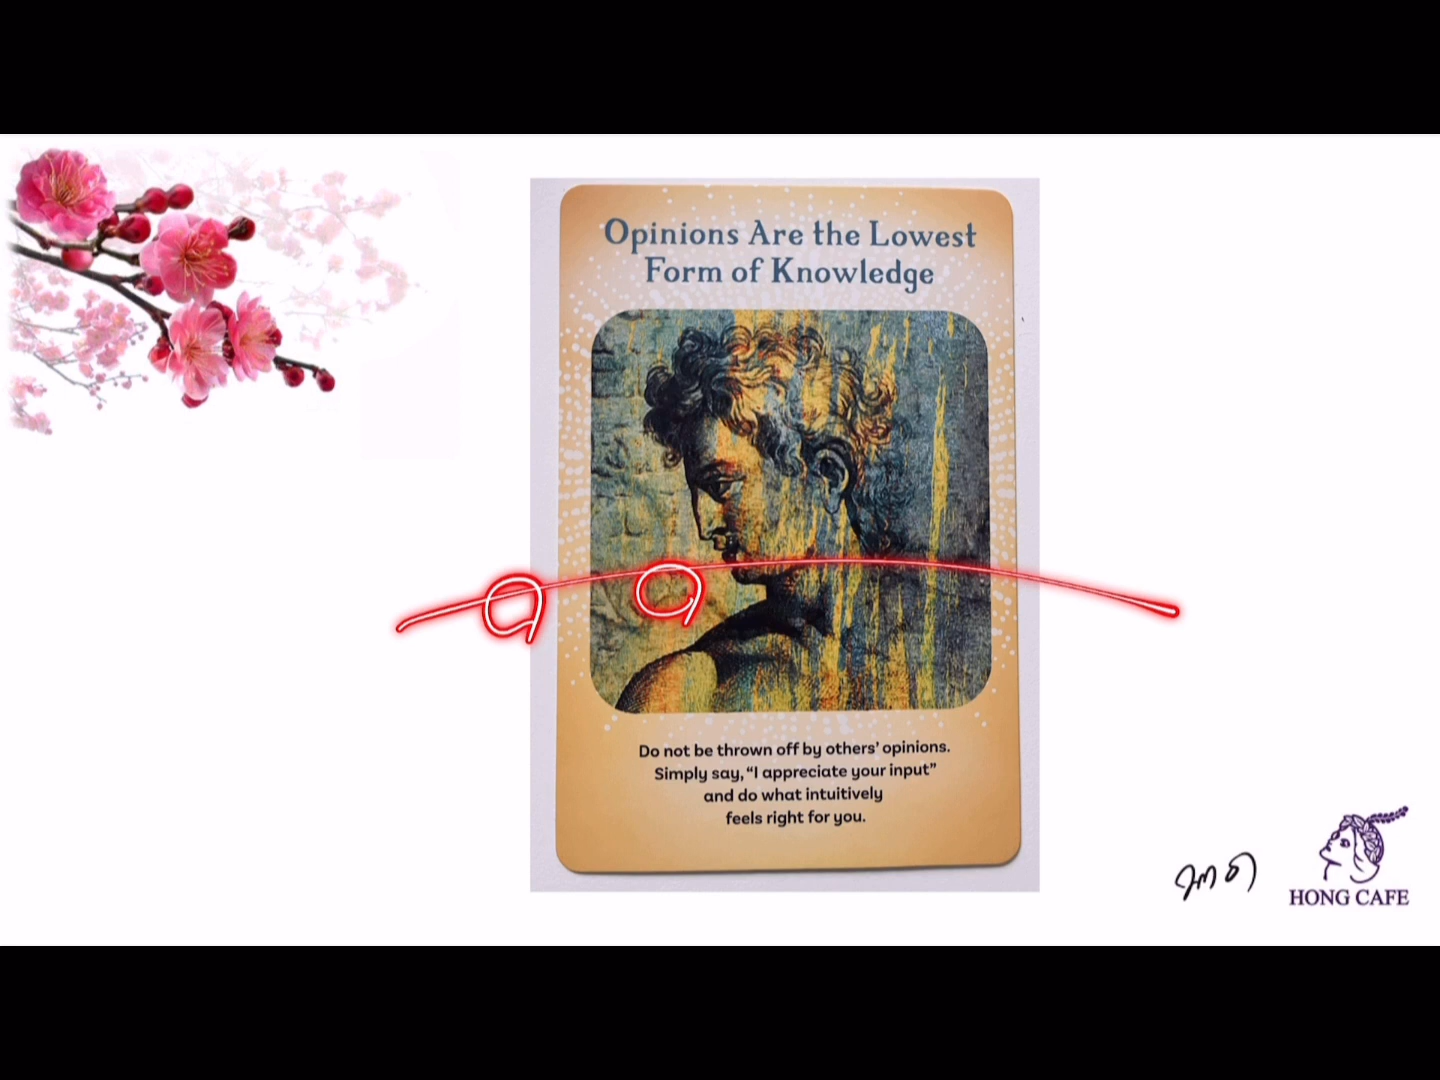 Opinions Are the Lowest
Form of Knowledge
Do not be thrown off by others’ opinions.
Simply say, “I appreciate your input”
and do what intuitively
feels right for you.
HONG CAFE